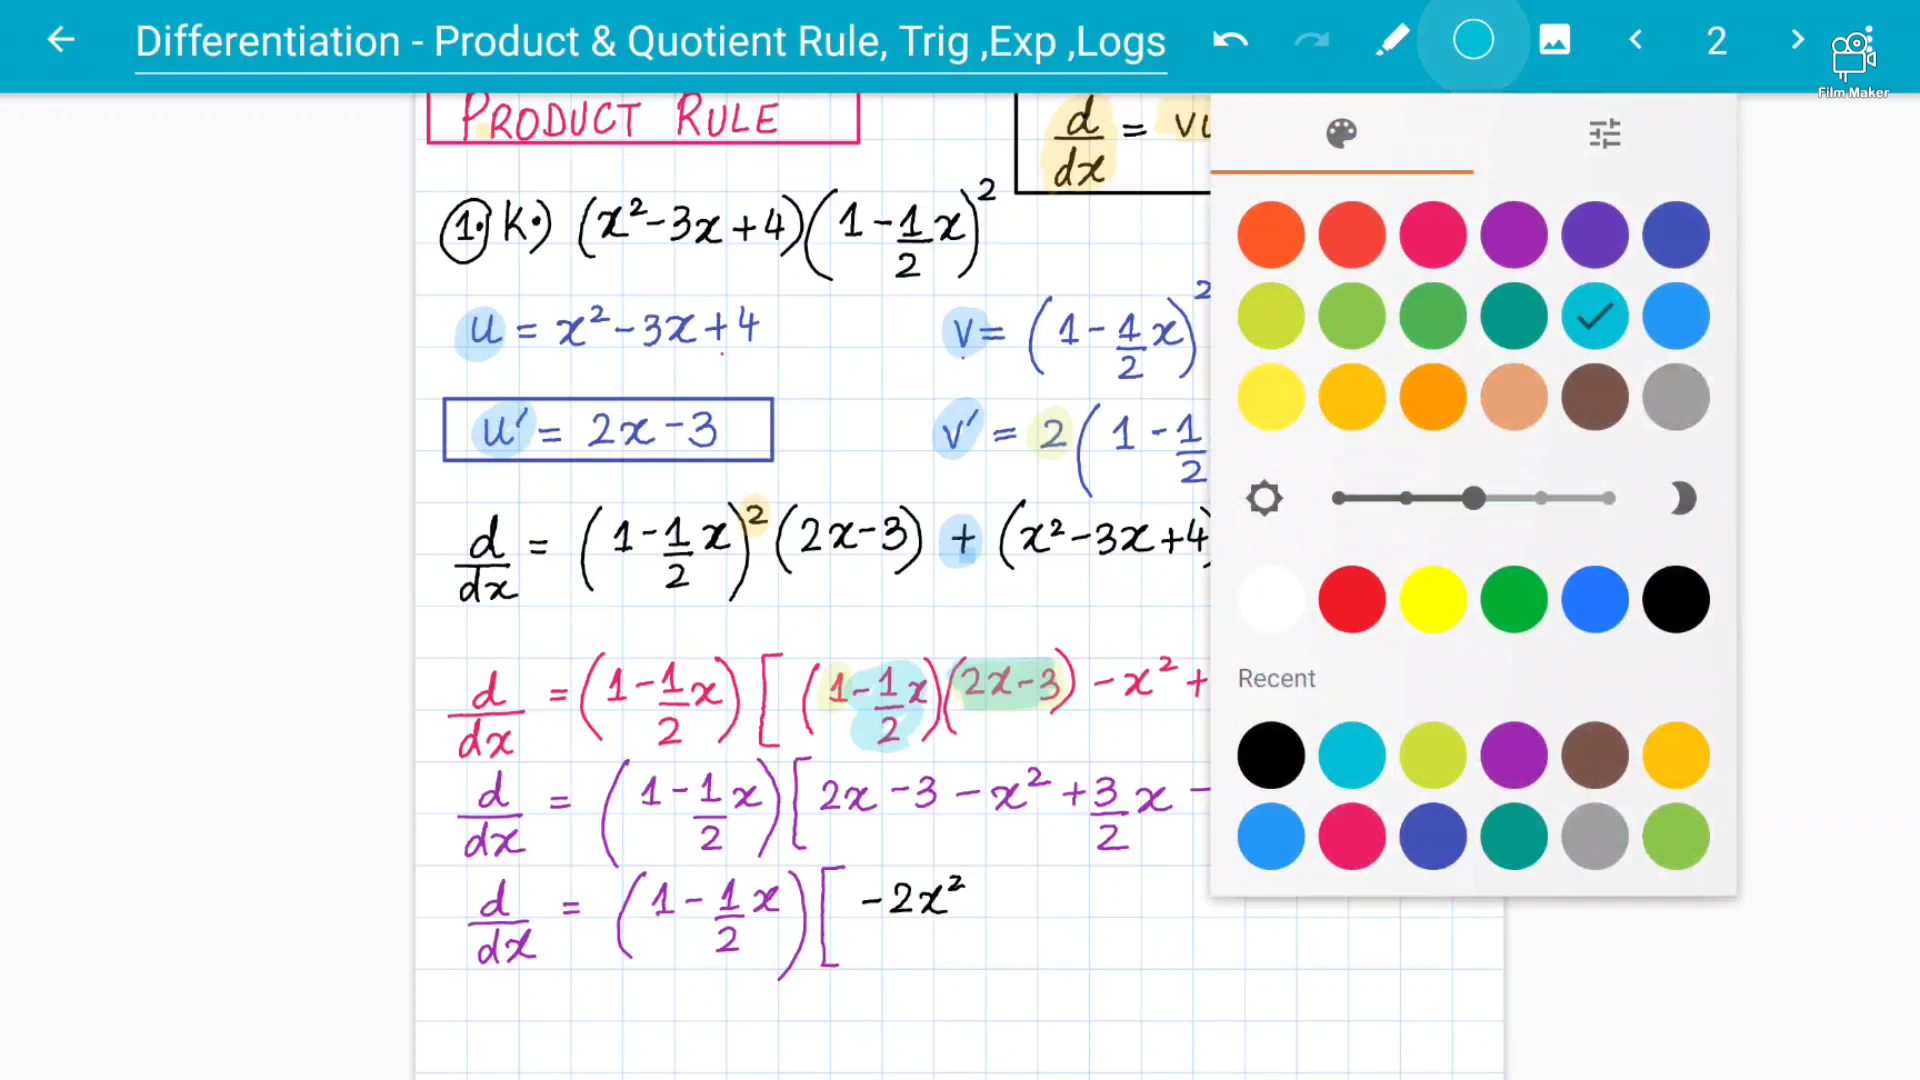 Differentiation - Product & Quotient Rule, Trig ,Exp ,Logs 2
Film Maker
PRODUCT RULE
d/dx = vu
1. k.) (x²-3x+4)(1-1/2x)²
u = x²-3x+4 v= (1-1/2x)²
u' = 2x-3 v' = 2(1-1/2
d/dx = (1-1/2x)²(2x-3) + (x²-3x+4)
d/dx =(1-1/2x)[(1-1/2x)(2x-3)-x²+
d/dx = (1-1/2x)[2x-3-x²+3/2x-
d/dx = (1-1/2x)[-2x²
Recent